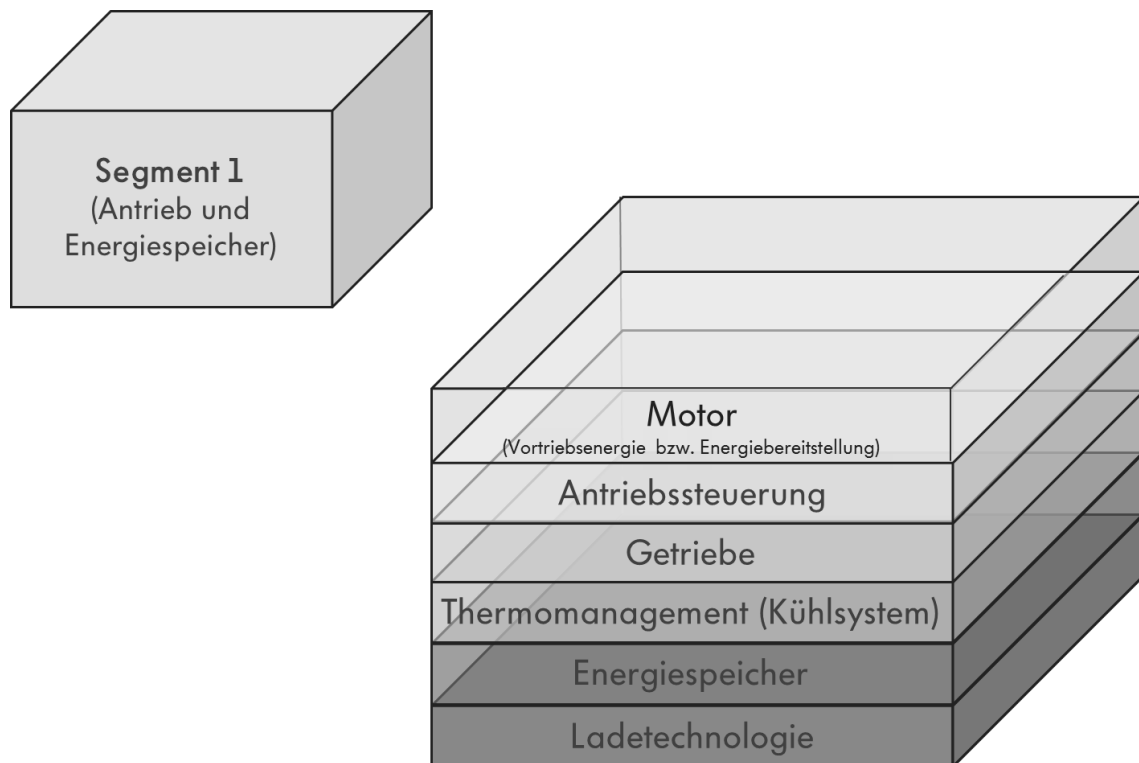 Segment 1
(Antrieb und
Energiespeicher)
Motor
(Vortriebsenergie bzw. Energiebereitstellung)
Antriebssteuerung
Getriebe
Thermomanagement (Kühlsystem)
Energiespeicher
Ladetechnologie